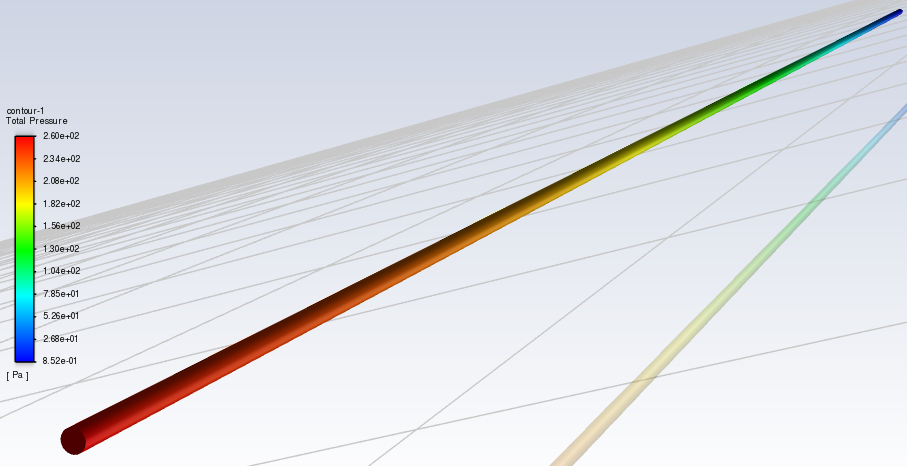 contour-1
Total Pressure
2.60e+02
2.34e+02
2.08e+02
1.82e+02
1.56e+02
1.30e+02
1.04e+02
7.85e+01
5.26e+01
2.68e+01
8.52e-01
[ Pa ]